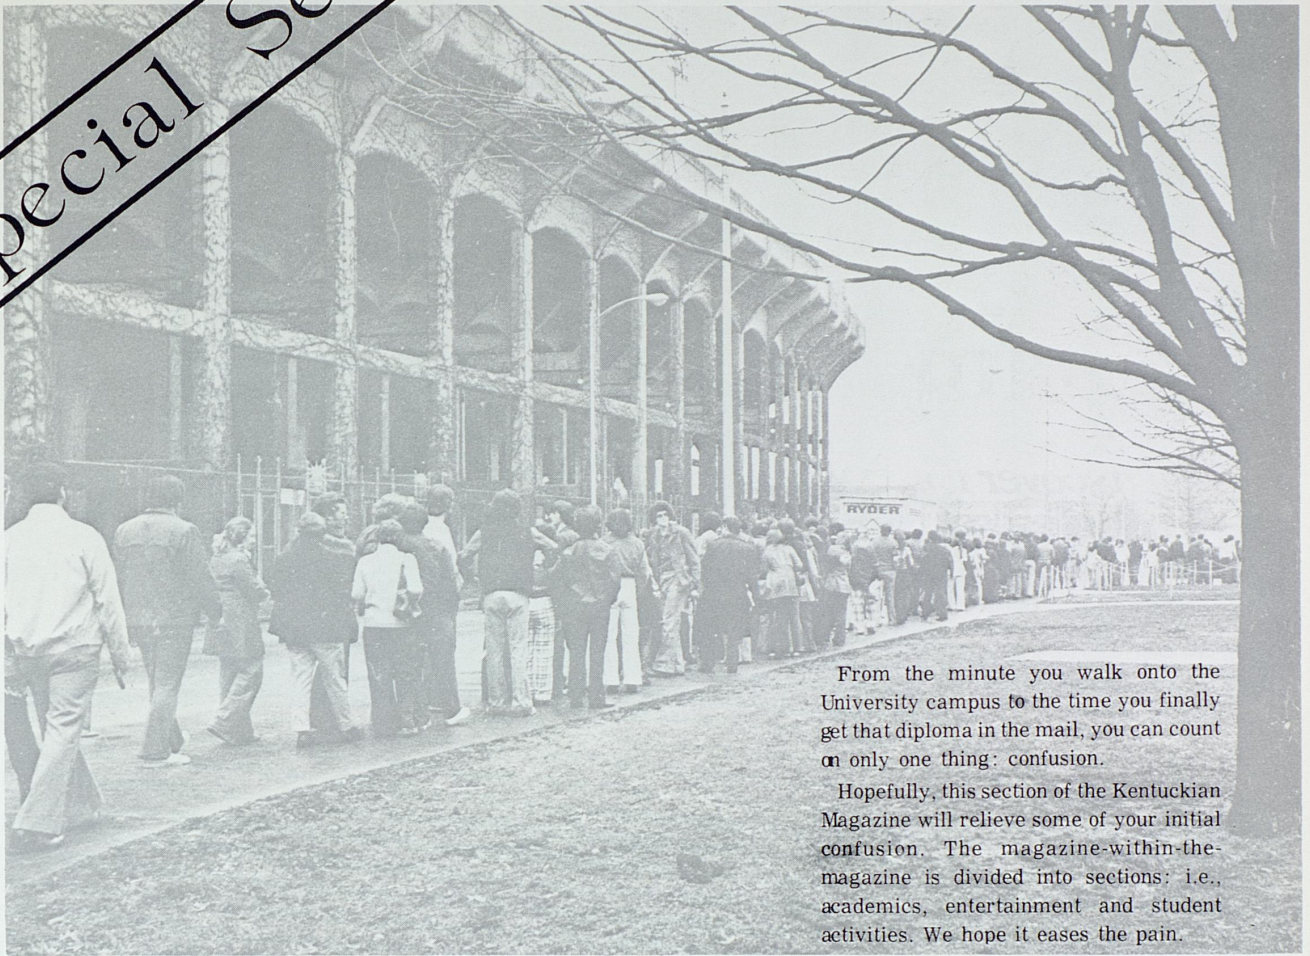 pecial Se
RYDER
From the minute you walk onto the
University campus to the time you finally
get that diploma in the mail, you can count
on only one thing: confusion.
Hopefully, this section of the Kentuckian
Magazine will relieve some of your initial
confusion. The magazine-within-the-
magazine is divided into sections: i.e.,
academics, entertainment and student
activities. We hope it eases the pain.